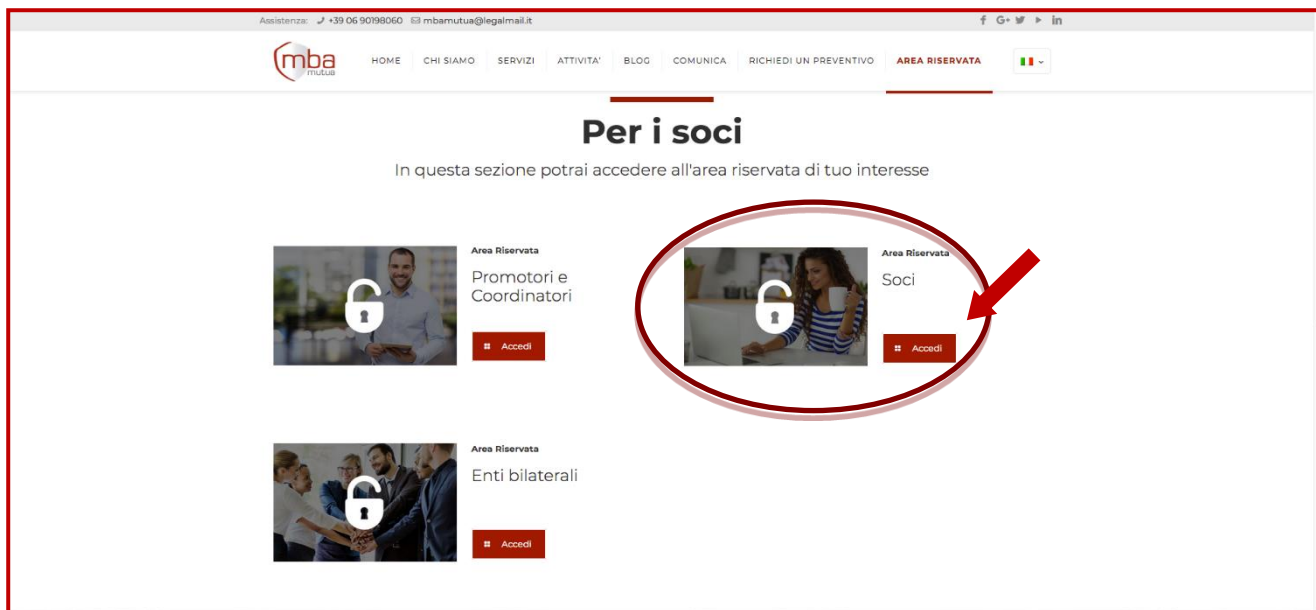 Assistenza: +39 06 90198060 mbamutua@legalmail.it
mba
mutua
HOME CHI SIAMO SERVIZI ATTIVITA' BLOG COMUNICA RICHIEDI UN PREVENTIVO AREA RISERVATA
Per i soci
In questa sezione potrai accedere all'area riservata di tuo interesse
Area Riservata
Promotori e
Coordinatori
Accedi
Area Riservata
Soci
Accedi
Area Riservata
Enti bilaterali
Accedi